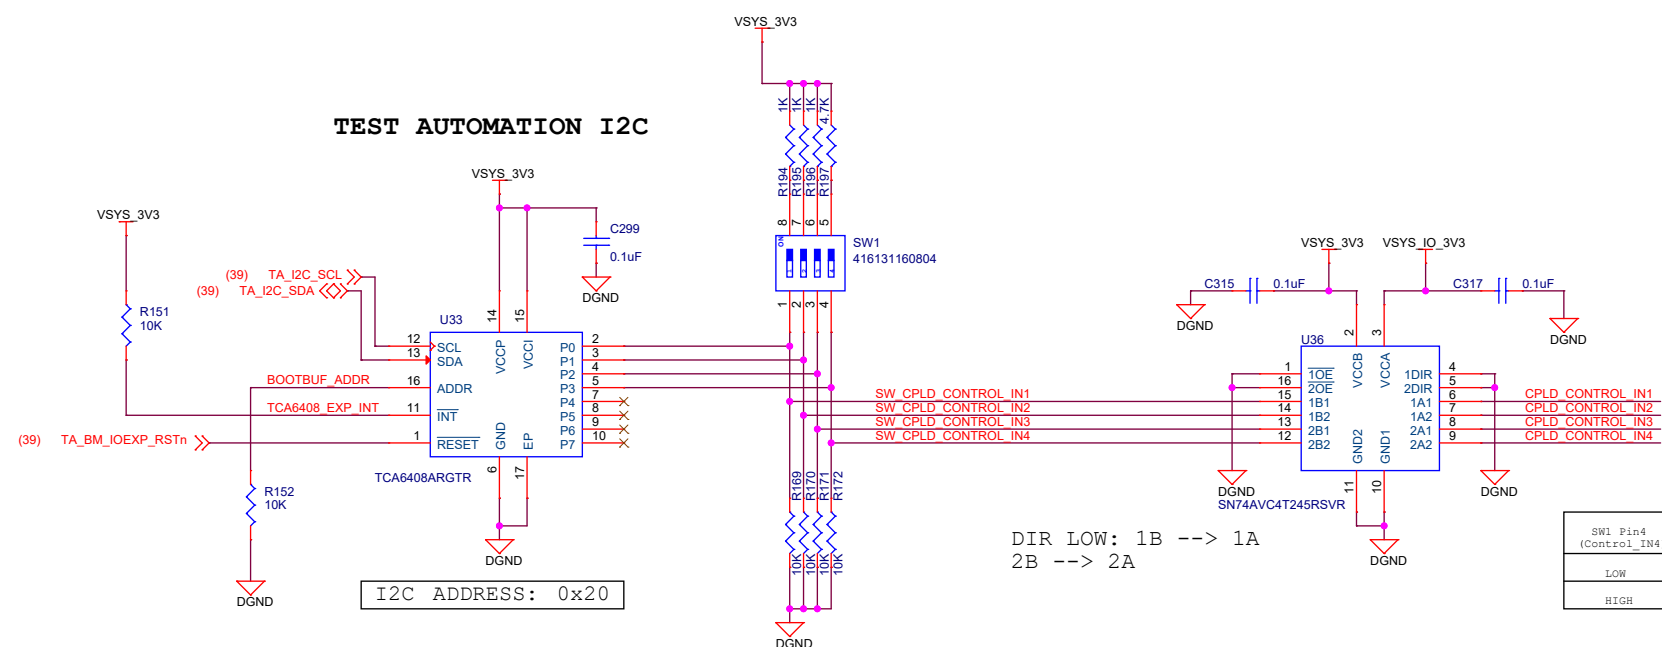 VSYS_3V3
1K
1K
1K
4.7K
R194
R195
R196
R197
8
7
6
5
ON
1
2
3
4
SW1
416131160804
1
2
3
4
TEST AUTOMATION I2C
VSYS_3V3
VSYS_3V3
C299
0.1uF
DGND
(39) TA_I2C_SCL
(39) TA_I2C_SDA
R151
10K
U33
14
15
VCCP
VCCI
12 SCL
13 SDA
BOOTBUF_ADDR 16 ADDR
TCA6408_EXP_INT 11 INT
(39) TA_BM_IOEXP_RSTn 1 RESET
GND
EP
6
17
P0 2
P1 3
P2 4
P3 5
P4 7
P5 8
P6 9
P7 10
TCA6408ARGTR
R152
10K
DGND
DGND
I2C ADDRESS: 0x20
R169
R170
R171
R172
10K
10K
10K
10K
DGND
SW_CPLD_CONTROL_IN1
SW_CPLD_CONTROL_IN2
SW_CPLD_CONTROL_IN3
SW_CPLD_CONTROL_IN4
VSYS_3V3 VSYS_IO_3V3
C315 0.1uF
C317 0.1uF
DGND
DGND
U36
2
3
VCCB
VCCA
1 1OE
16 2OE
15 1B1
14 1B2
13 2B1
12 2B2
1DIR 4
2DIR 5
1A1 6 CPLD_CONTROL_IN1
1A2 7 CPLD_CONTROL_IN2
2A1 8 CPLD_CONTROL_IN3
2A2 9 CPLD_CONTROL_IN4
GND2
GND1
11
10
DGND
DGND
SN74AVC4T245RSVR
DGND
DIR LOW: 1B --> 1A
2B --> 2A
SW1 Pin4
(Control_IN4
LOW
HIGH